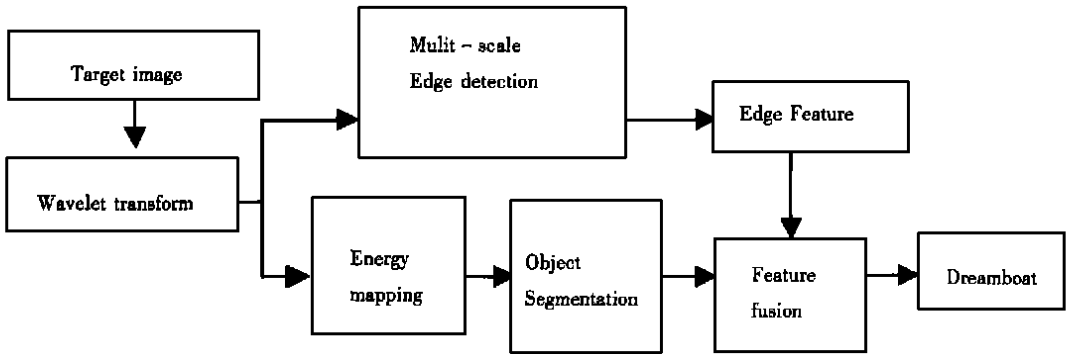 Target image
Wavelet transform
Mulit – scale
Edge detection
Edge Feature
Energy
mapping
Object
Segmentation
Feature
fusion
Dreamboat